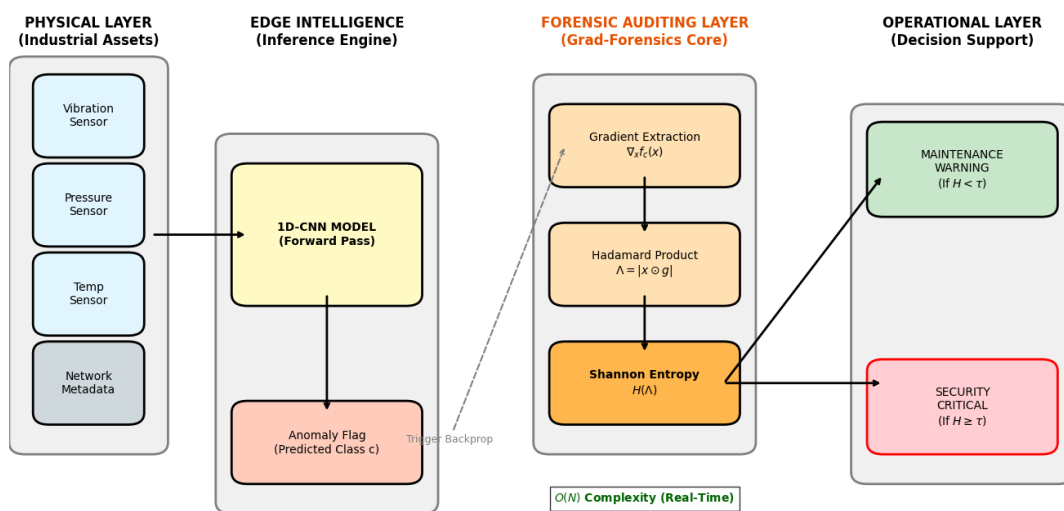 PHYSICAL LAYER
(Industrial Assets)
Vibration
Sensor
Pressure
Sensor
Temp
Sensor
Network
Metadata
EDGE INTELLIGENCE
(Inference Engine)
1D-CNN MODEL
(Forward Pass)
Anomaly Flag
(Predicted Class c)
Trigger Backprop
FORENSIC AUDITING LAYER
(Grad-Forensics Core)
Gradient Extraction
∇ₓf_c(x)
Hadamard Product
Λ = |x ⊙ g|
Shannon Entropy
H(Λ)
O(N) Complexity (Real-Time)
OPERATIONAL LAYER
(Decision Support)
MAINTENANCE
WARNING
(If H < τ)
SECURITY
CRITICAL
(If H ≥ τ)